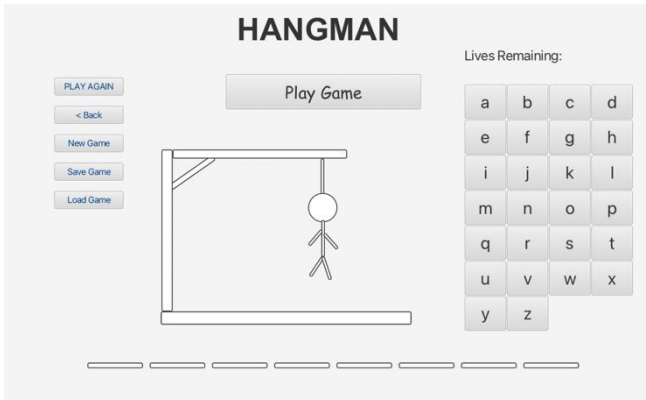 HANGMAN
Lives Remaining:
PLAY AGAIN
< Back
New Game
Save Game
Load Game
Play Game
a b c d
e f g h
i j k l
m n o p
q r s t
u v w x
y z